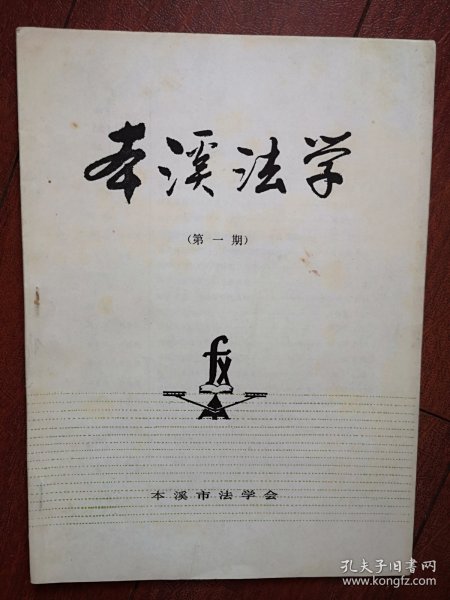 本溪法学
(第一期)
fx
本溪市法学会
孔夫子旧书网
www.kongfz.com